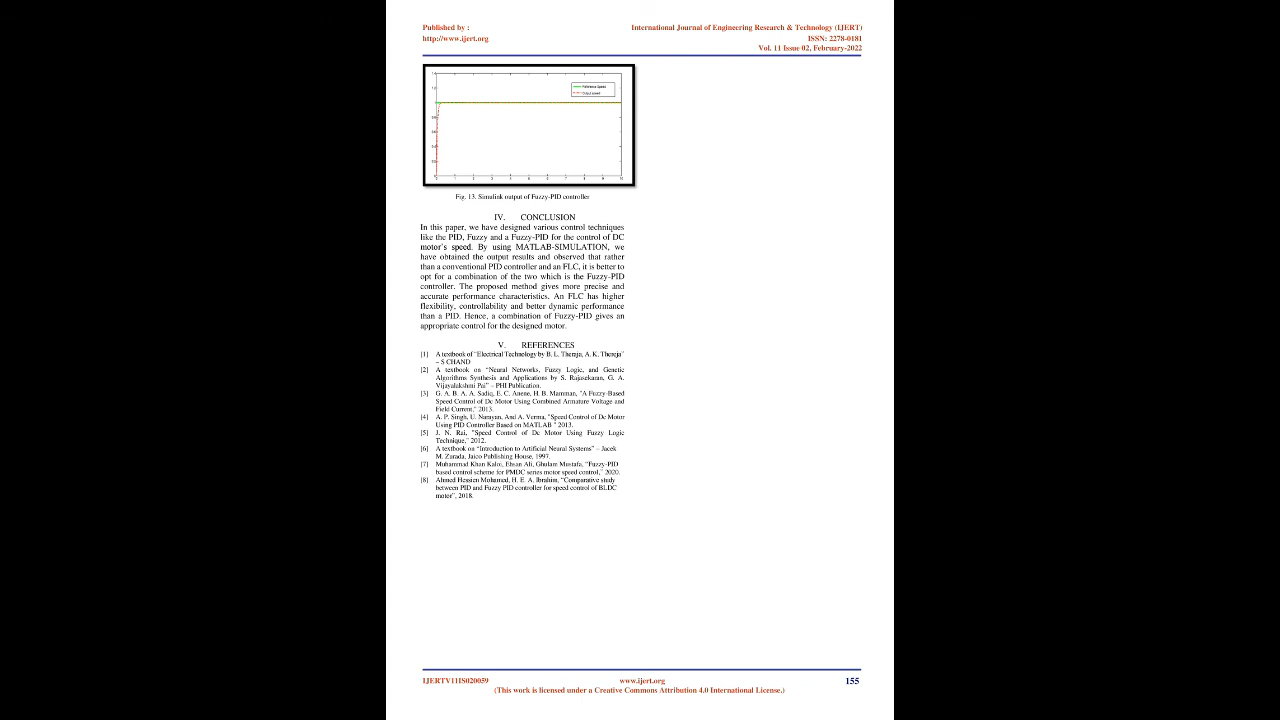 Published by :
http://www.ijert.org
International Journal of Engineering Research & Technology (IJERT)
ISSN: 2278-0181
Vol. 11 Issue 02, February-2022
Reference Speed
Output speed
Fig. 13. Simulink output of Fuzzy-PID controller
IV. CONCLUSION
In this paper, we have designed various control techniques
like the PID, Fuzzy and a Fuzzy-PID for the control of DC
motor's speed. By using MATLAB-SIMULATION, we
have obtained the output results and observed that rather
than a conventional PID controller and an FLC, it is better to
opt for a combination of the two which is the Fuzzy-PID
controller. The proposed method gives more precise and
accurate performance characteristics. An FLC has higher
flexibility, controllability and better dynamic performance
than a PID. Hence, a combination of Fuzzy-PID gives an
appropriate control for the designed motor.
V. REFERENCES
[1] A textbook of "Electrical Technology by B. L. Theraja, A. K. Thereja"
– S CHAND
[2] A textbook on "Neural Networks, Fuzzy Logic, and Genetic
Algorithms Synthesis and Applications by S. Rajasekaran, G. A.
Vijayalakshmi Pai" – PHI Publication.
[3] G. A. B. A. A. Sadiq, E. C. Anene, H. B. Mamman, "A Fuzzy-Based
Speed Control of Dc Motor Using Combined Armature Voltage and
Field Current," 2013.
[4] A. P. Singh, U. Narayan, And A. Verma, "Speed Control of Dc Motor
Using PID Controller Based on MATLAB " 2013.
[5] J. N. Rai, "Speed Control of Dc Motor Using Fuzzy Logic
Technique," 2012.
[6] A textbook on "Introduction to Artificial Neural Systems" – Jacek
M. Zurada, Jaico Publishing House, 1997.
[7] Muhammad Khan Kaloi, Ehsan Ali, Ghulam Mustafa, "Fuzzy-PID
based control scheme for PMDC series motor speed control," 2020.
[8] Ahmed Hessien Mohamed, H. E. A. Ibrahim, "Comparative study
between PID and Fuzzy PID controller for speed control of BLDC
motor", 2018.
IJERTV11IS020059
www.ijert.org
155
(This work is licensed under a Creative Commons Attribution 4.0 International License.)